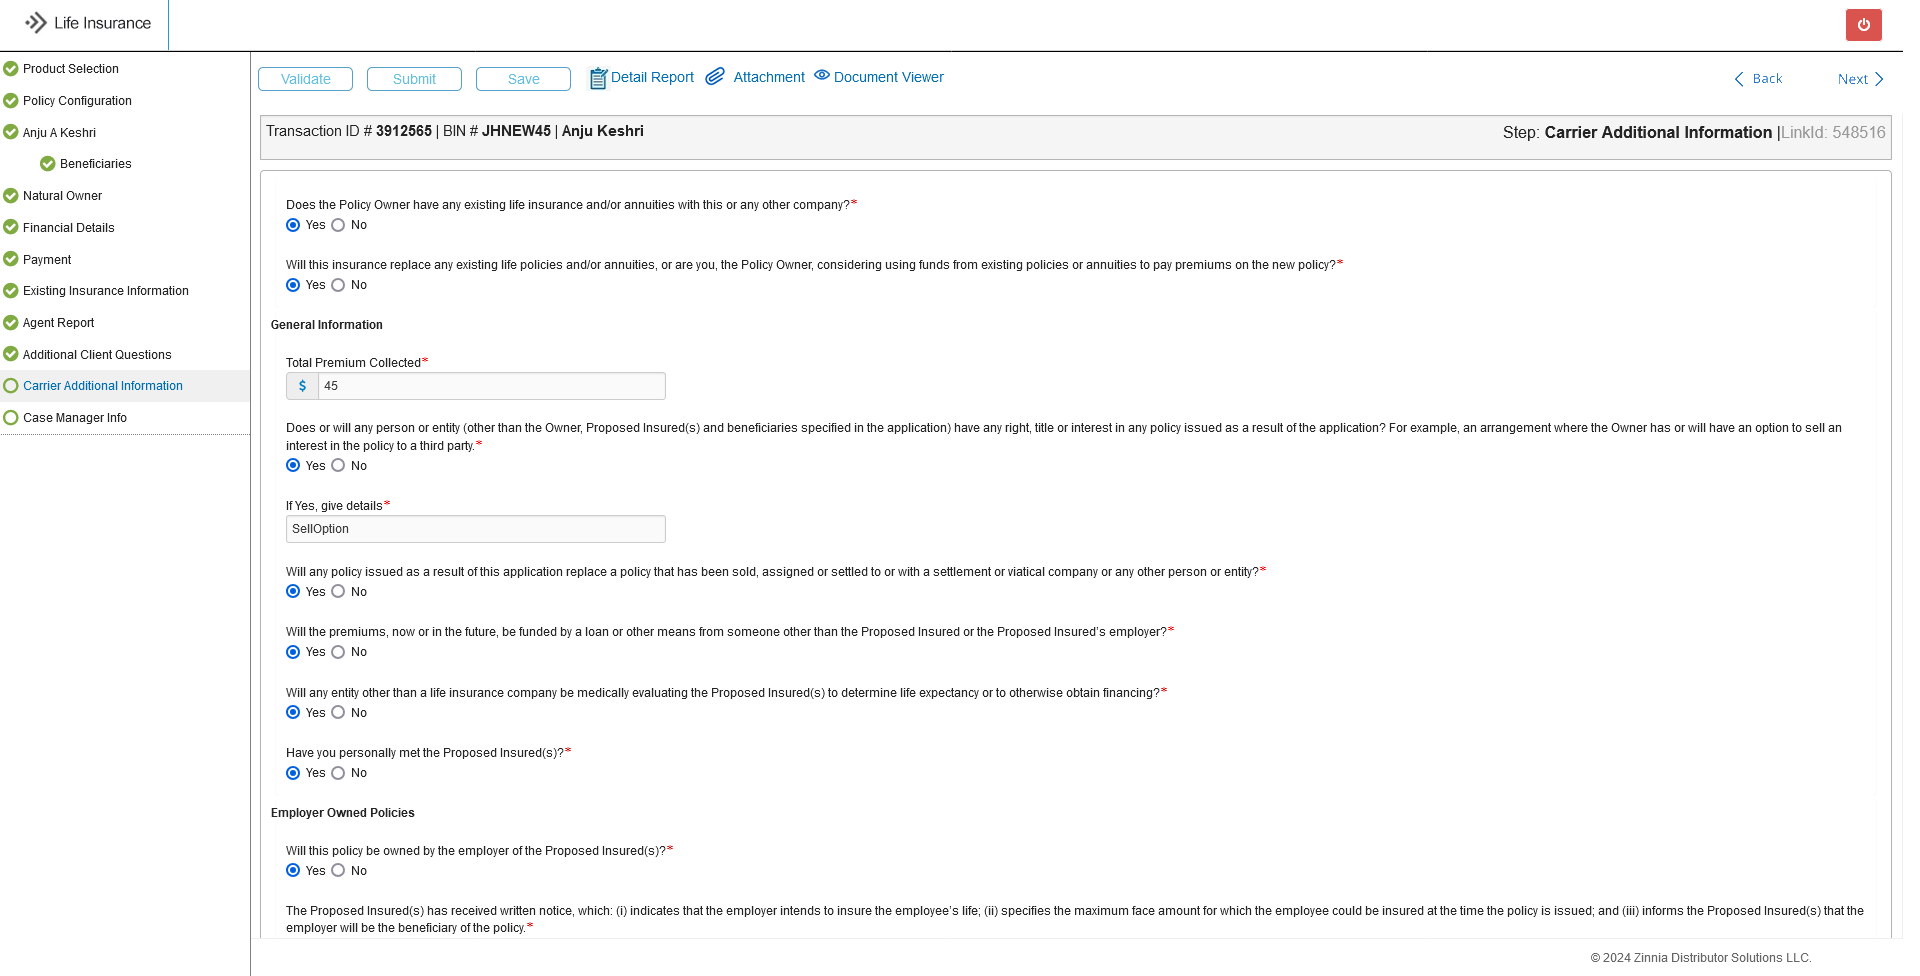 Life Insurance
Product Selection
Policy Configuration
Anju A Keshri
Beneficiaries
Natural Owner
Financial Details
Payment
Existing Insurance Information
Agent Report
Additional Client Questions
Carrier Additional Information
Case Manager Info
Validate Submit Save Detail Report Attachment Document Viewer Back Next
Transaction ID # 3912565 | BIN # JHNEW45 | Anju Keshri Step: Carrier Additional Information |LinkId: 548516
Does the Policy Owner have any existing life insurance and/or annuities with this or any other company?*
Yes No
Will this insurance replace any existing life policies and/or annuities, or are you, the Policy Owner, considering using funds from existing policies or annuities to pay premiums on the new policy?*
Yes No
General Information
Total Premium Collected*
$ 45
Does or will any person or entity (other than the Owner, Proposed Insured(s) and beneficiaries specified in the application) have any right, title or interest in any policy issued as a result of the application? For example, an arrangement where the Owner has or will have an option to sell an
interest in the policy to a third party.*
Yes No
If Yes, give details*
SellOption
Will any policy issued as a result of this application replace a policy that has been sold, assigned or settled to or with a settlement or viatical company or any other person or entity?*
Yes No
Will the premiums, now or in the future, be funded by a loan or other means from someone other than the Proposed Insured or the Proposed Insured's employer?*
Yes No
Will any entity other than a life insurance company be medically evaluating the Proposed Insured(s) to determine life expectancy or to otherwise obtain financing?*
Yes No
Have you personally met the Proposed Insured(s)?*
Yes No
Employer Owned Policies
Will this policy be owned by the employer of the Proposed Insured(s)?*
Yes No
The Proposed Insured(s) has received written notice, which: (i) indicates that the employer intends to insure the employee's life; (ii) specifies the maximum face amount for which the employee could be insured at the time the policy is issued; and (iii) informs the Proposed Insured(s) that the
employer will be the beneficiary of the policy.*
© 2024 Zinnia Distributor Solutions LLC.